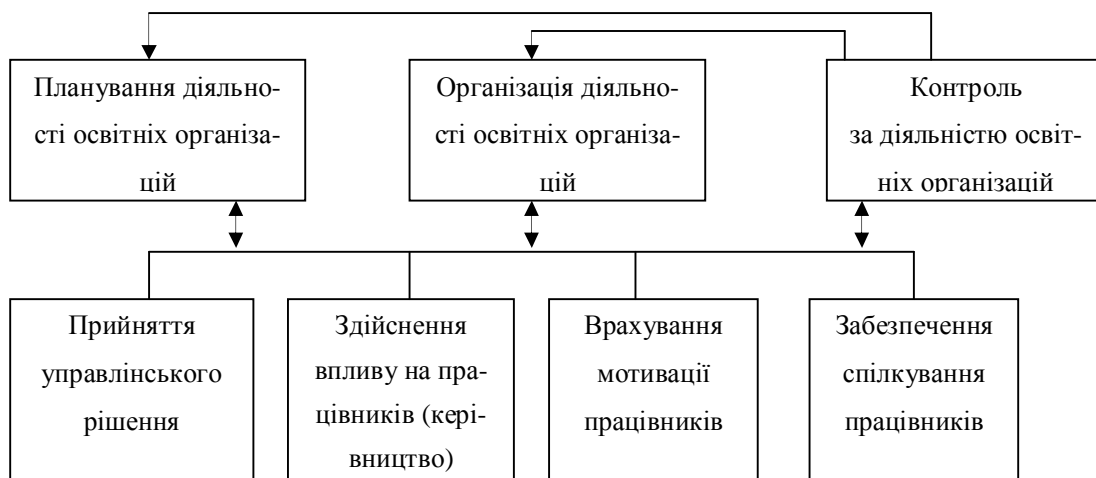 Планування діяльно-
сті освітніх організа-
цій
Організація діяльно-
сті освітніх організа-
цій
Контроль
за діяльністю освіт-
ніх організацій
Прийняття
управлінського
рішення
Здійснення
впливу на пра-
цівників (кері-
вництво)
Врахування
мотивації
працівників
Забезпечення
спілкування
працівників